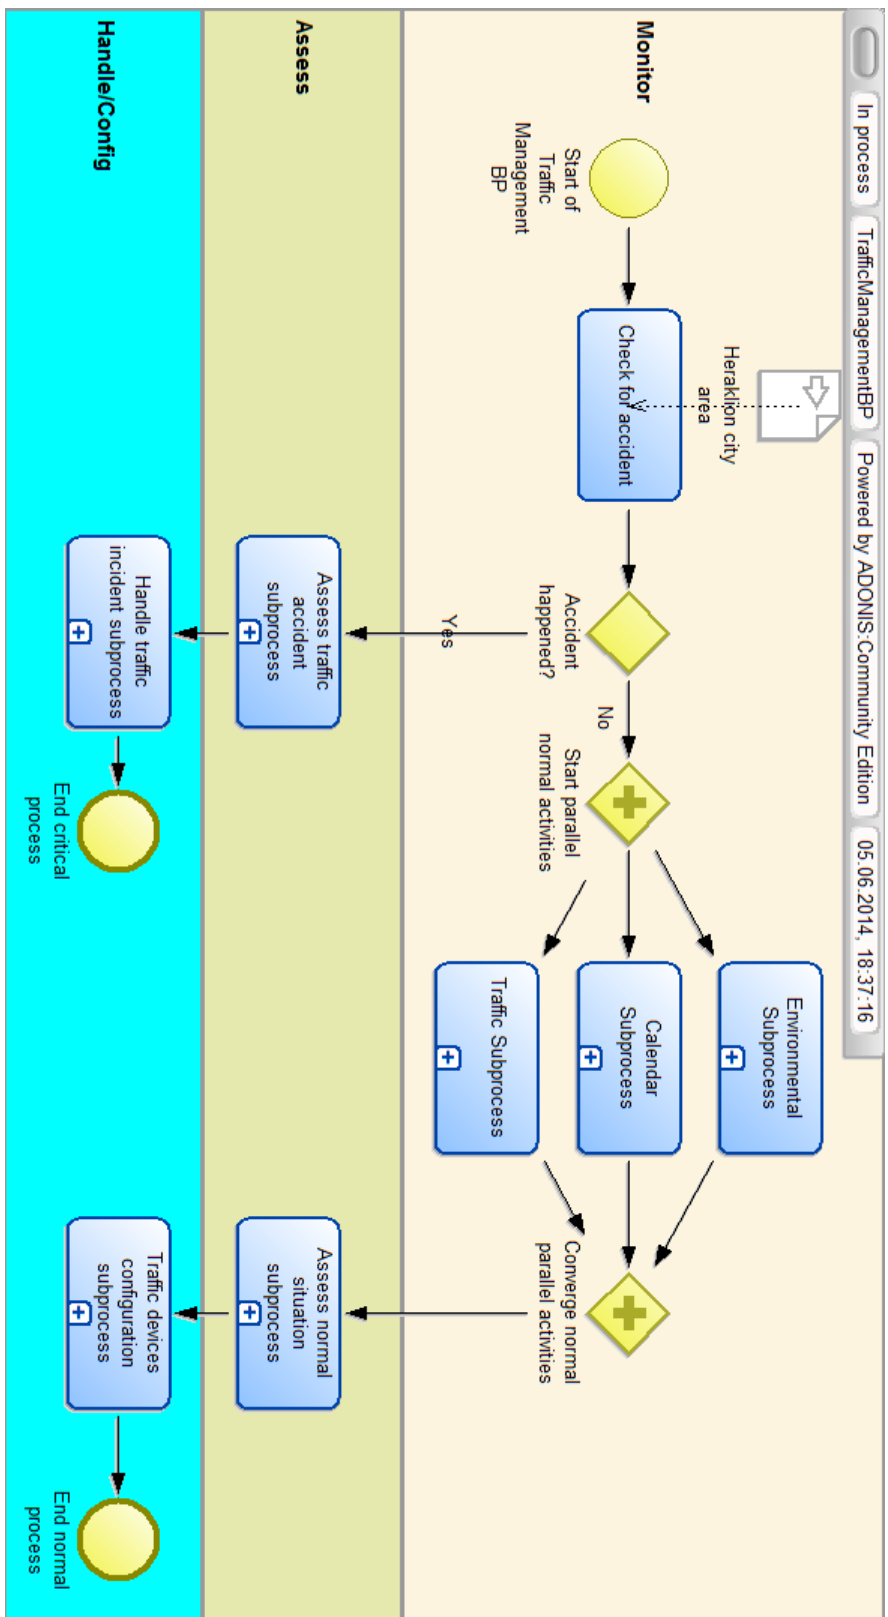 In process
TrafficManagementBP
Powered by ADONIS:Community Edition
05.06.2014, 18:37:16
Monitor
Start of
Traffic
Management
BP
Heraklion city
area
Check for accident
Accident
happened?
No
Yes
Start parallel
normal activities
Environmental
Subprocess
Calendar
Subprocess
Traffic Subprocess
Converge normal
parallel activities
Assess
Assess traffic
accident
subprocess
Assess normal
situation
subprocess
Handle/Config
Handle traffic
incident subprocess
End critical
process
Traffic devices
configuration
subprocess
End normal
process